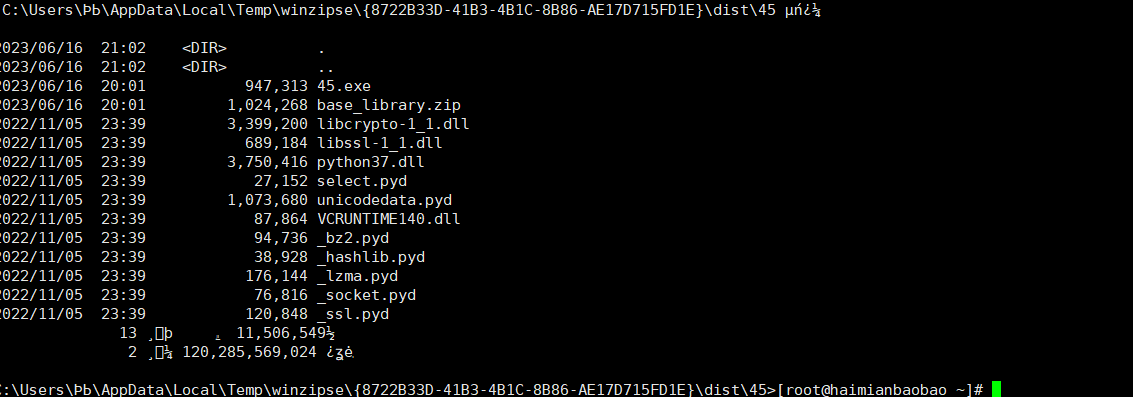 C:\Users\ÞƄ\AppData\Local\Temp\winzipse\{8722B33D-41B3-4B1C-8B86-AE17D715FD1E}\dist\45 µń¿¼
2023/06/16  21:02    <DIR>          .
2023/06/16  21:02    <DIR>          ..
2023/06/16  20:01           947,313 45.exe
2023/06/16  20:01         1,024,268 base_library.zip
2022/11/05  23:39         3,399,200 libcrypto-1_1.dll
2022/11/05  23:39           689,184 libssl-1_1.dll
2022/11/05  23:39         3,750,416 python37.dll
2022/11/05  23:39            27,152 select.pyd
2022/11/05  23:39         1,073,680 unicodedata.pyd
2022/11/05  23:39            87,864 VCRUNTIME140.dll
2022/11/05  23:39            94,736 _bz2.pyd
2022/11/05  23:39            38,928 _hashlib.pyd
2022/11/05  23:39           176,144 _lzma.pyd
2022/11/05  23:39            76,816 _socket.pyd
2022/11/05  23:39           120,848 _ssl.pyd
13 11,506,549½
2 120,285,569,024
C:\Users\ÞƄ\AppData\Local\Temp\winzipse\{8722B33D-41B3-4B1C-8B86-AE17D715FD1E}\dist\45>[root@haimianbaobao ~]#